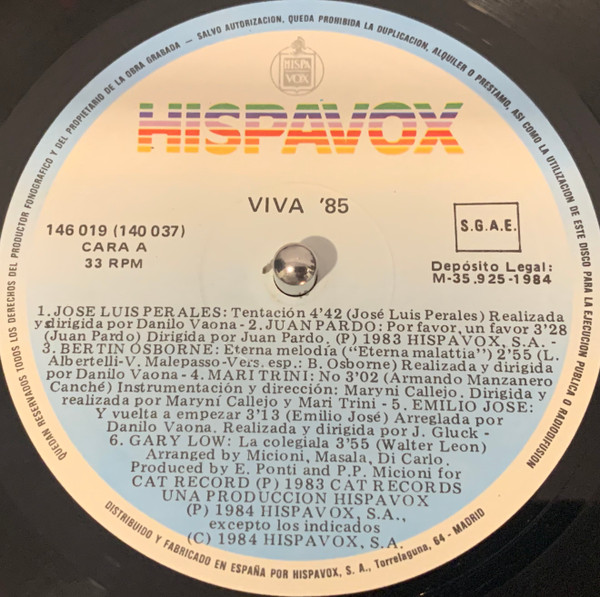 QUEDAN RESERVADOS TODOS LOS DERECHOS DEL PRODUCTOR FONOGRAFICO Y DEL PROPIETARIO DE LA OBRA GRABADA – SALVO AUTORIZACION, QUEDA PROHIBIDA LA DUPLICACION, ALQUILER O PRESTAMO, ASI COMO LA UTILIZACION DE ESTE DISCO PARA LA EJECUCION PUBLICA O RADIODIFUSION
HISPA
VOX
HISPAVOX
VIVA '85
146 019 (140 037)
CARA A
33 RPM
S.G.A.E.
Depósito Legal:
M-35.925-1984
1. JOSE LUIS PERALES: Tentación 4'42 (José Luis Perales) Realizada
y dirigida por Danilo Vaona - 2. JUAN PARDO: Por favor, un favor 3'28
(Juan Pardo) Dirigida por Juan Pardo. (P) 1983 HISPAVOX, S.A. -
3. BERTIN OSBORNE: Eterna melodía ("Eterna malattia") 2'55 (L.
Albertelli-V. Malepasso-Vers. esp.: B. Osborne) Realizada y dirigida
por Danilo Vaona - 4. MARI TRINI: No 3'02 (Armando Manzanero
Canché) Instrumentación y dirección: Maryni Callejo. Dirigida y
realizada por Maryní Callejo y Mari Trini - 5. EMILIO JOSE:
Y vuelta a empezar 3'13 (Emilio José) Arreglada por
Danilo Vaona. Realizada y dirigida por J. Gluck -
6. GARY LOW: La colegiala 3'55 (Walter Leon)
Arranged by Micioni, Masala, Di Carlo.
Produced by E. Ponti and P.P. Micioni for
CAT RECORD (P) 1983 CAT RECORDS
UNA PRODUCCION HISPAVOX
(P) 1984 HISPAVOX, S.A.,
excepto los indicados
(C) 1984 HISPAVOX, S.A.
DISTRIBUIDO Y FABRICADO EN ESPAÑA POR HISPAVOX, S. A., Torrelaguna, 64 - MADRID